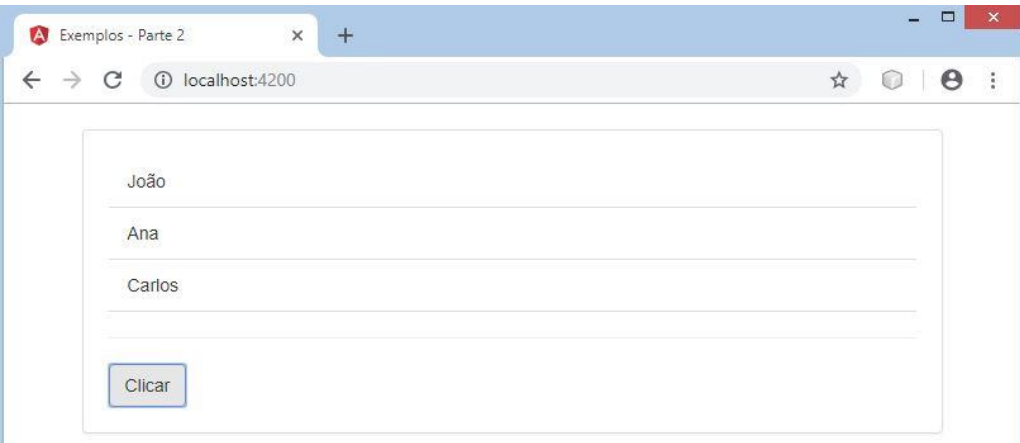 Exemplos - Parte 2
localhost:4200
João
Ana
Carlos
Clicar